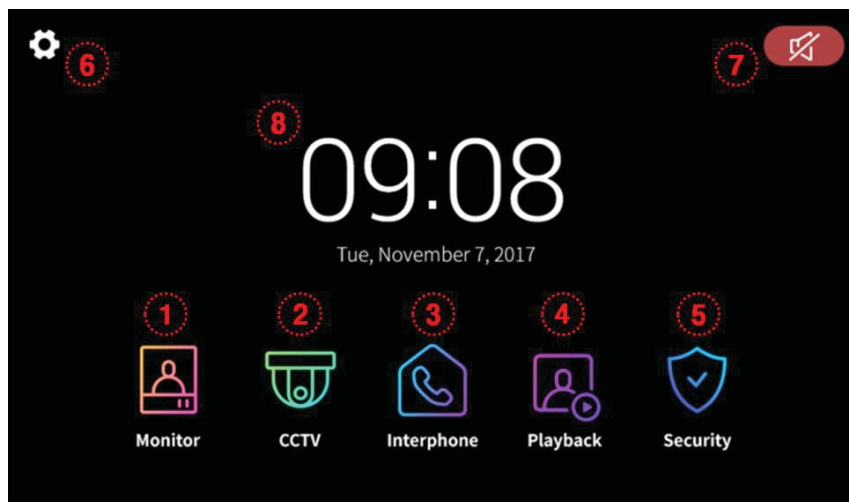 6
7
8
09:08
Tue, November 7, 2017
1 2 3 4 5
Monitor CCTV Interphone Playback Security